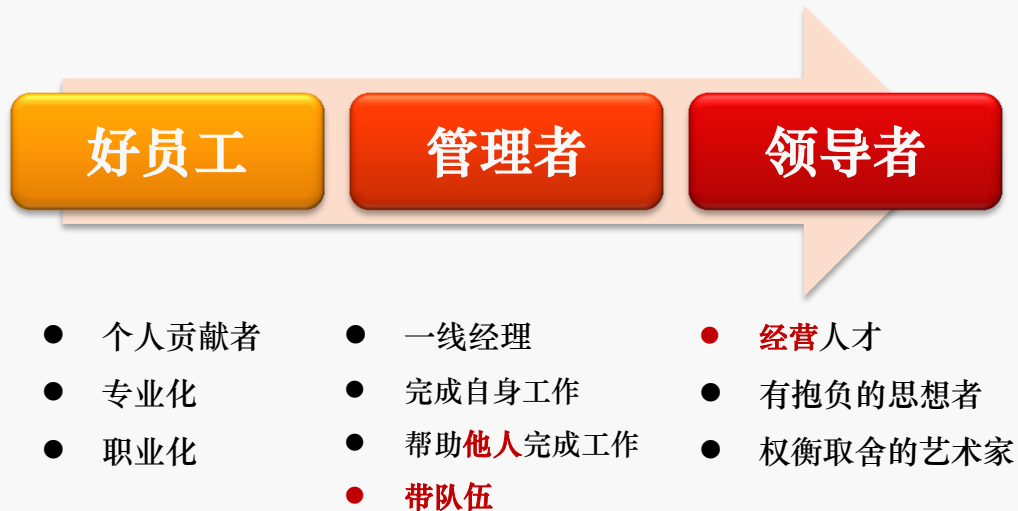 好员工
管理者
领导者
个人贡献者
专业化
职业化
一线经理
完成自身工作
帮助他人完成工作
带队伍
经营人才
有抱负的思想者
权衡取舍的艺术家